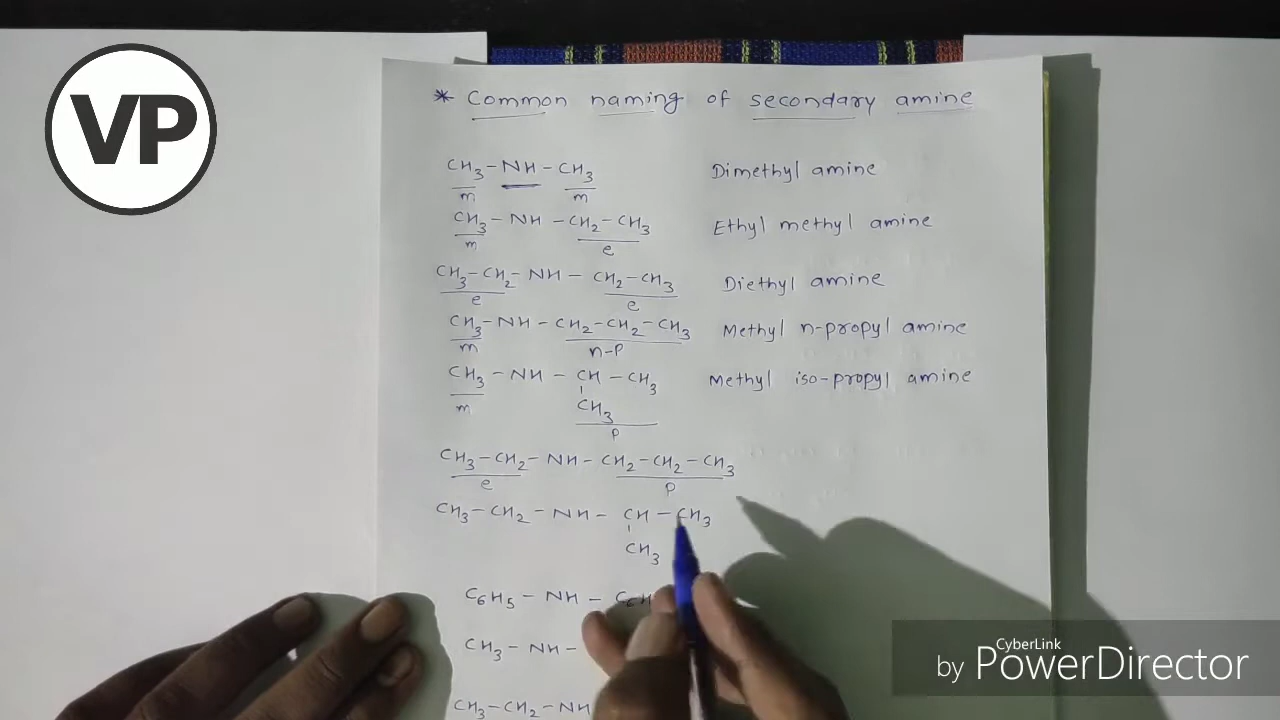 VP
* Common naming of secondary amine
CH3-NH-CH3 Dimethyl amine
m m
CH3-NH-CH2-CH3 Ethyl methyl amine
m e
CH3-CH2-NH-CH2-CH3 Diethyl amine
e e
CH3-NH-CH2-CH2-CH3 Methyl n-propyl amine
m n-p
CH3-NH-CH-CH3 Methyl iso-propyl amine
CH3
m p
CH3-CH2-NH-CH2-CH2-CH3
e p
CH3-CH2-NH-CH-CH3
CH3
C6H5-NH-C6H
CH3-NH-
CH3-CH2-NH
CyberLink
by PowerDirector